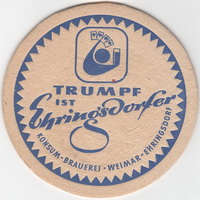 TRUMPF
IST
Ehringsdorfer
KONSUM-BRAUEREI · WEIMAR-EHRINGSDORF